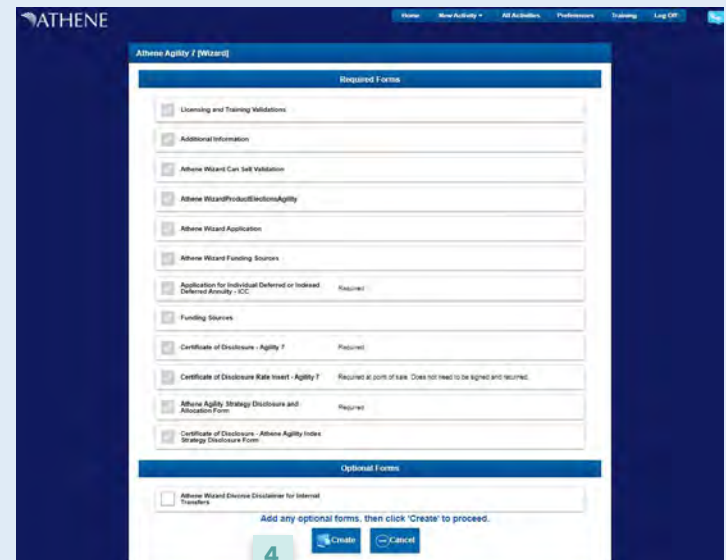 ATHENE
Home New Activity All Activities Preferences Training Log Off
Athene Agility 7 [Wizard]
Required Forms
Licensing and Training Validations
Additional Information
Athene Wizard Can Sell Validation
Athene WizardProductElectionsAgility
Athene Wizard Application
Athene Wizard Funding Sources
Application for Individual Deferred or Indexed
Deferred Annuity - ICC
Required
Funding Sources
Certificate of Disclosure - Agility 7 Required
Certificate of Disclosure Rate Insert - Agility 7 Required at point of sale. Does not need to be signed and returned.
Athene Agility Strategy Disclosure and
Allocation Form
Required
Certificate of Disclosure - Athene Agility Index
Strategy Disclosure Form
Optional Forms
Athene Wizard Divorce Disclaimer for Internal
Transfers
Add any optional forms, then click 'Create' to proceed.
4 Create Cancel